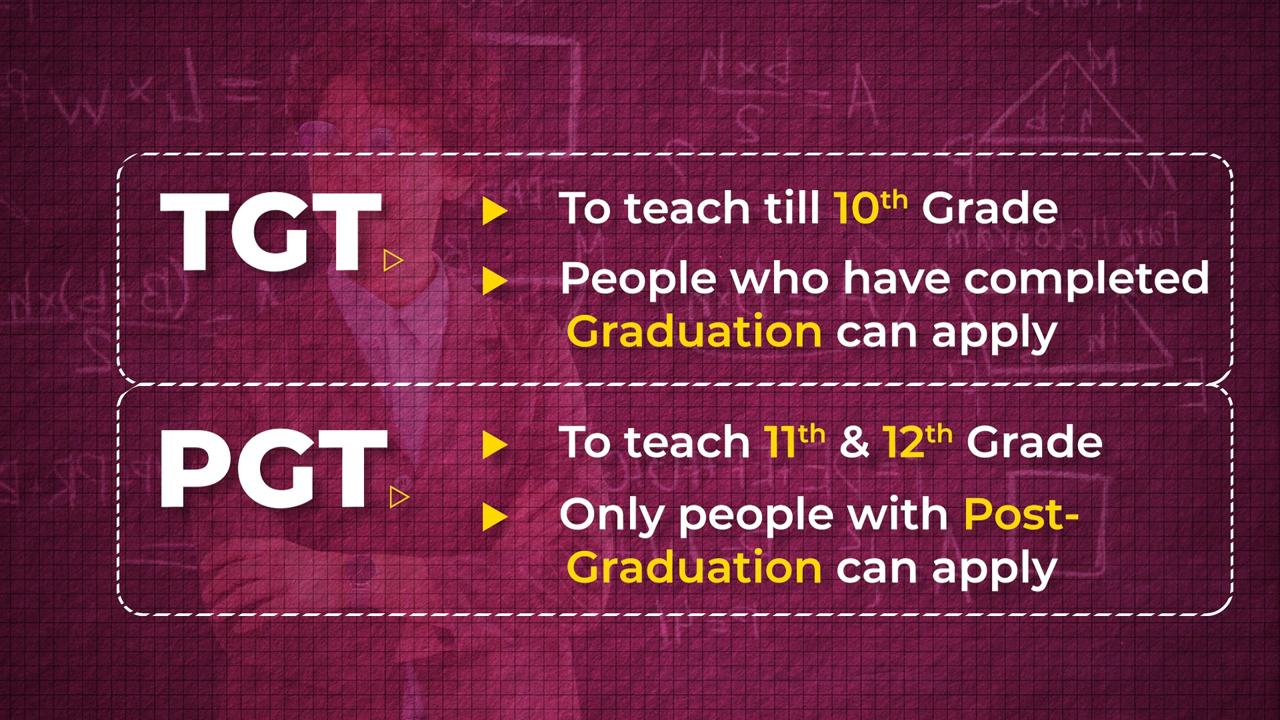 TGT
To teach till 10th Grade
People who have completed
Graduation can apply
PGT
To teach 11th & 12th Grade
Only people with Post-
Graduation can apply